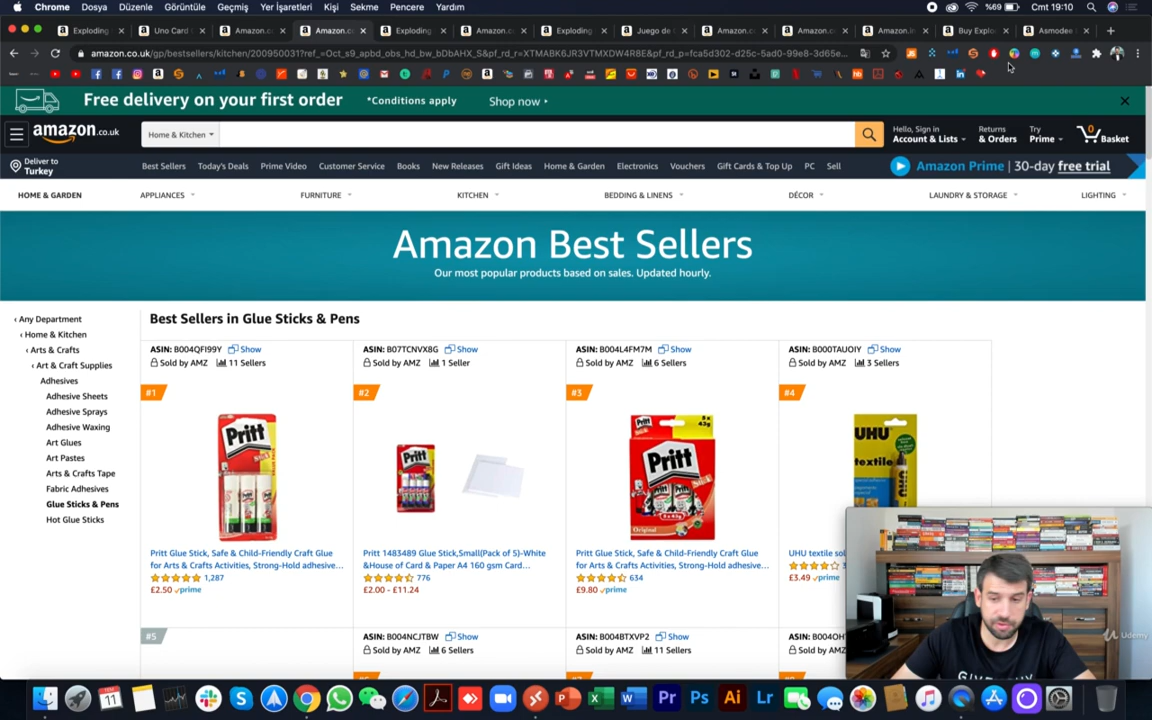 Chrome Dosya Düzenle Görüntüle Geçmiş Yer İşaretleri Kişi Sekme Pencere Yardım %69 Cmt 19:10
Exploding Uno Card Amazon.c Amazon.c Exploding Amazon.c Exploding Juego de Amazon.c Amazon.c Amazon.in Buy Explo Asmodee
amazon.co.uk/gp/bestsellers/kitchen/200950031?ref_=Oct_s9_apbd_obs_hd_bw_bDbAHX_S&pf_rd_r=XTMABK6JR3VTMXDW4R8E&pf_rd_p=fca5d302-d25c-5ad0-99e8-3d65e...
Free delivery on your first order *Conditions apply Shop now
amazon.co.uk Home & Kitchen Hello, Sign in Account & Lists Returns & Orders Try Prime 0 Basket
Deliver to Turkey Best Sellers Today's Deals Prime Video Customer Service Books New Releases Gift Ideas Home & Garden Electronics Vouchers Gift Cards & Top Up PC Sell Amazon Prime | 30-day free trial
HOME & GARDEN APPLIANCES FURNITURE KITCHEN BEDDING & LINENS DÉCOR LAUNDRY & STORAGE LIGHTING
Amazon Best Sellers
Our most popular products based on sales. Updated hourly.
‹ Any Department
‹ Home & Kitchen
‹ Arts & Crafts
‹ Art & Craft Supplies
Adhesives
Adhesive Sheets
Adhesive Sprays
Adhesive Waxing
Art Glues
Art Pastes
Arts & Crafts Tape
Fabric Adhesives
Glue Sticks & Pens
Hot Glue Sticks
Best Sellers in Glue Sticks & Pens
ASIN: B004QFI99Y Show
Sold by AMZ 11 Sellers
#1
Pritt
Pritt Glue Stick, Safe & Child-Friendly Craft Glue
for Arts & Crafts Activities, Strong-Hold adhesive...
1,287
£2.50 prime
ASIN: B07TCNVX8G Show
Sold by AMZ 1 Seller
#2
Pritt
Pritt 1483489 Glue Stick,Small(Pack of 5)-White
&House of Card & Paper A4 160 gsm Card...
776
£2.00 - £11.24
ASIN: B004L4FM7M Show
Sold by AMZ 6 Sellers
#3
Pritt
Original
Pritt Glue Stick, Safe & Child-Friendly Craft Glue
for Arts & Crafts Activities, Strong-Hold adhesive...
634
£9.80 prime
ASIN: B000TAUOIY Show
Sold by AMZ 3 Sellers
#4
UHU
textile
UHU textile sol
£3.49 prime
#5
ASIN: B004NCJTBW Show
Sold by AMZ 6 Sellers
ASIN: B004BTXVP2 Show
Sold by AMZ 11 Sellers
ASIN: B004OH
Sold by AMZ
Udemy